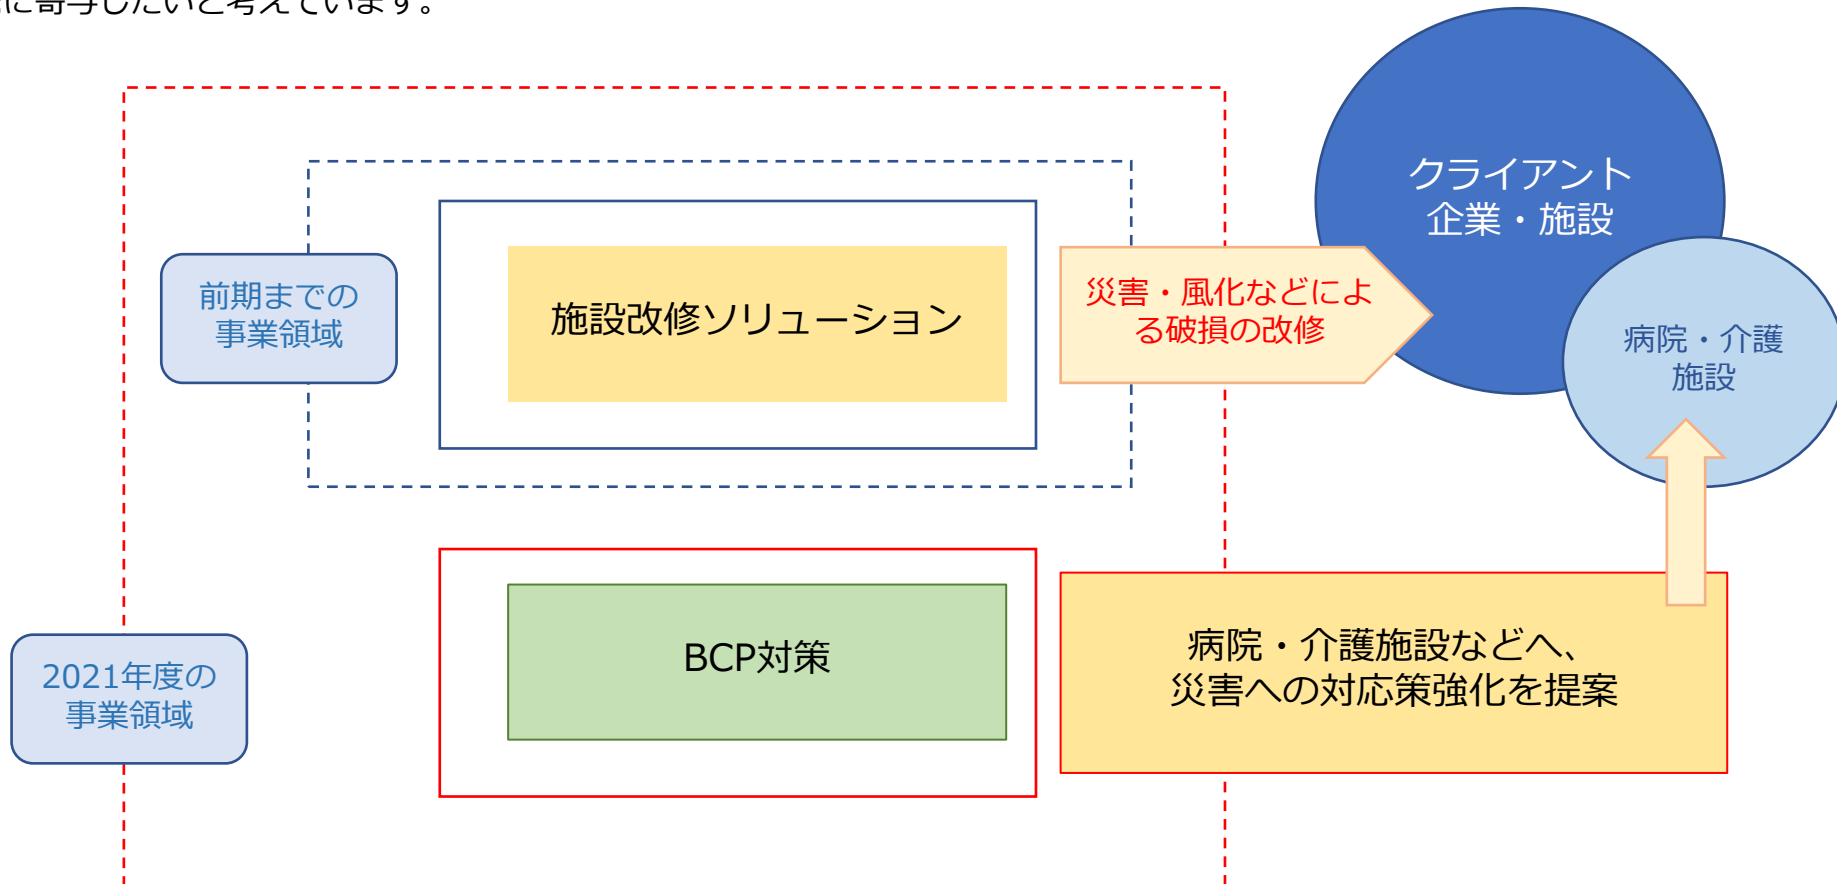 に寄与したいと考えています。
クライアント
企業・施設
前期までの
事業領域
施設改修ソリューション
災害・風化などによ
る破損の改修
病院・介護
施設
2021年度の
事業領域
BCP対策
病院・介護施設などへ、
災害への対応策強化を提案